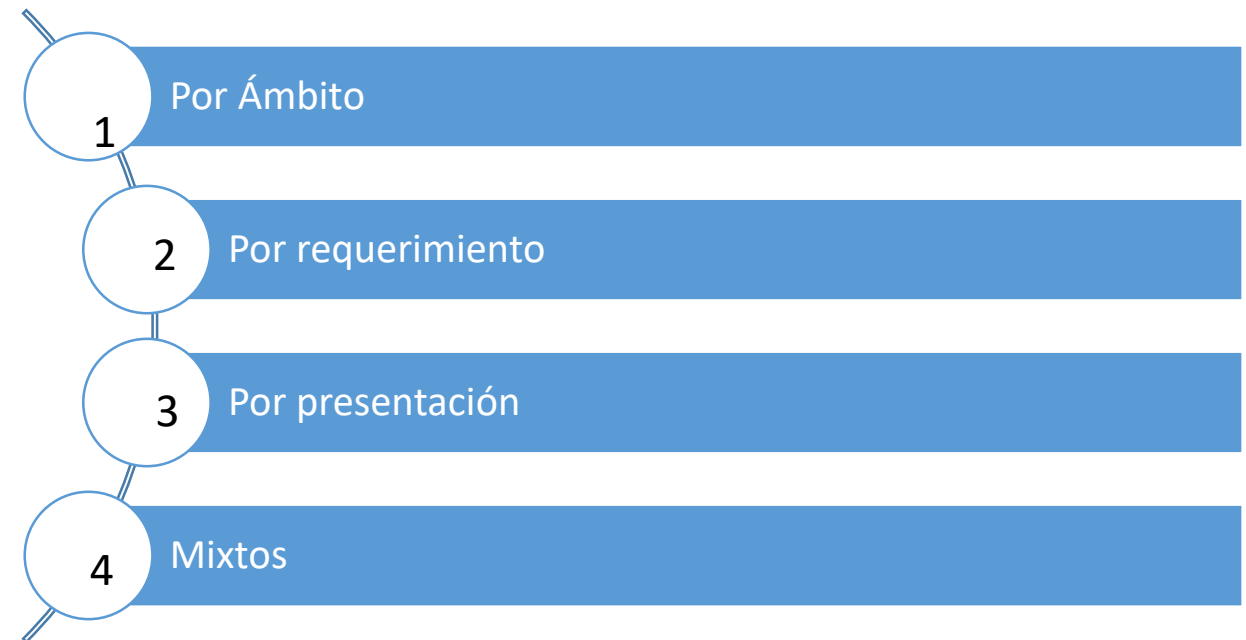 1 Por Ámbito
2 Por requerimiento
3 Por presentación
4 Mixtos